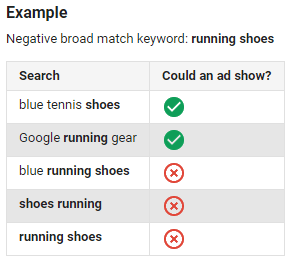 Example
Negative broad match keyword: running shoes
Search Could an ad show?
blue tennis shoes
Google running gear
blue running shoes
shoes running
running shoes